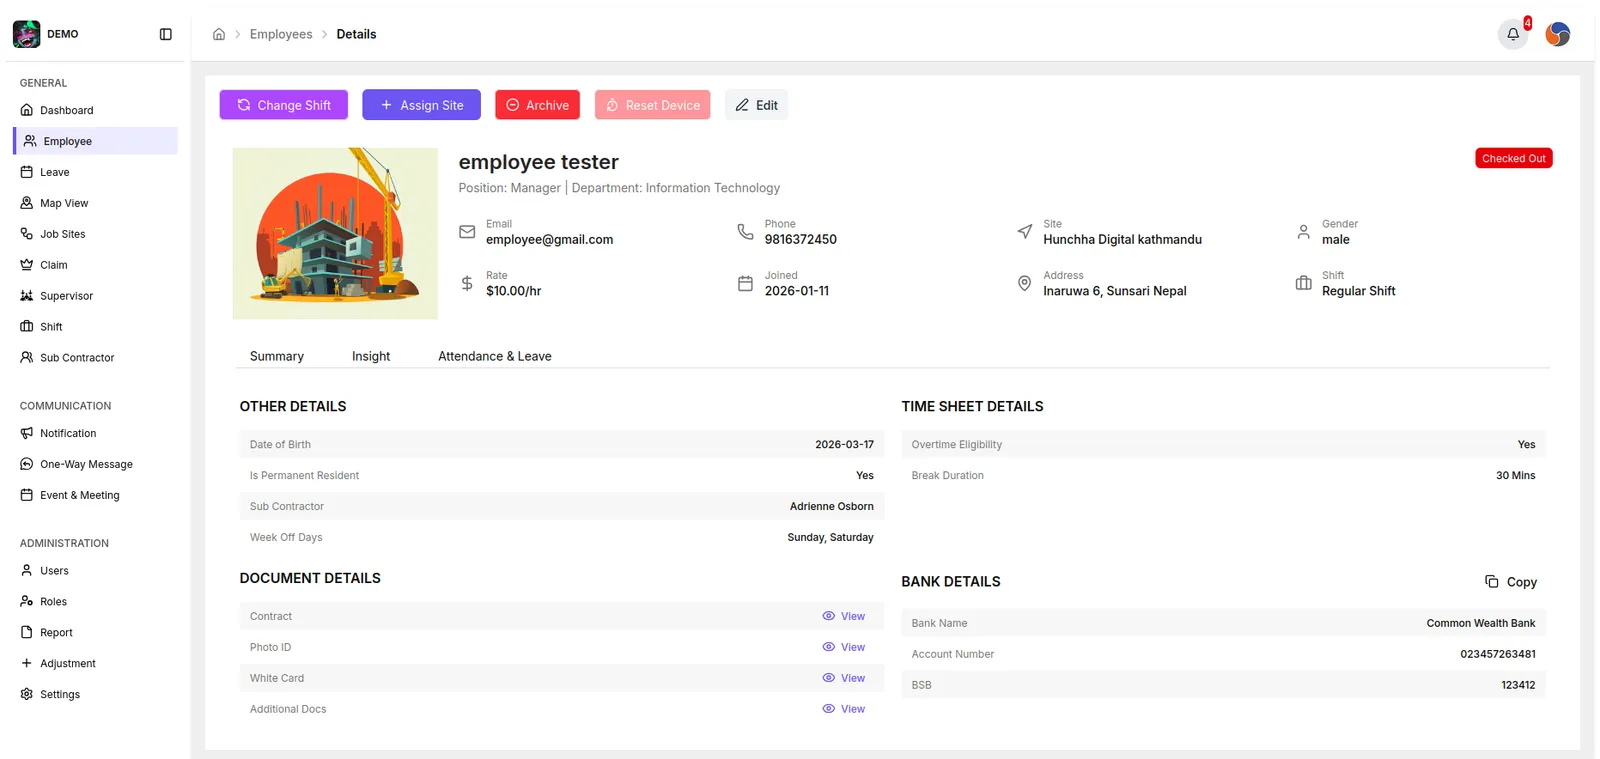 DEMO
GENERAL
Dashboard
Employee
Leave
Map View
Job Sites
Claim
Supervisor
Shift
Sub Contractor
COMMUNICATION
Notification
One-Way Message
Event & Meeting
ADMINISTRATION
Users
Roles
Report
Adjustment
Settings
Employees Details
4
Change Shift Assign Site Archive Reset Device Edit
employee tester
Checked Out
Position: Manager | Department: Information Technology
Email Phone Site Gender
employee@gmail.com 9816372450 Hunchha Digital kathmandu male
Rate Joined Address Shift
$10.00/hr 2026-01-11 Inaruwa 6, Sunsari Nepal Regular Shift
Summary Insight Attendance & Leave
OTHER DETAILS
Date of Birth 2026-03-17
Is Permanent Resident Yes
Sub Contractor Adrienne Osborn
Week Off Days Sunday, Saturday
TIME SHEET DETAILS
Overtime Eligibility Yes
Break Duration 30 Mins
DOCUMENT DETAILS
Contract View
Photo ID View
White Card View
Additional Docs View
BANK DETAILS Copy
Bank Name Common Wealth Bank
Account Number 023457263481
BSB 123412